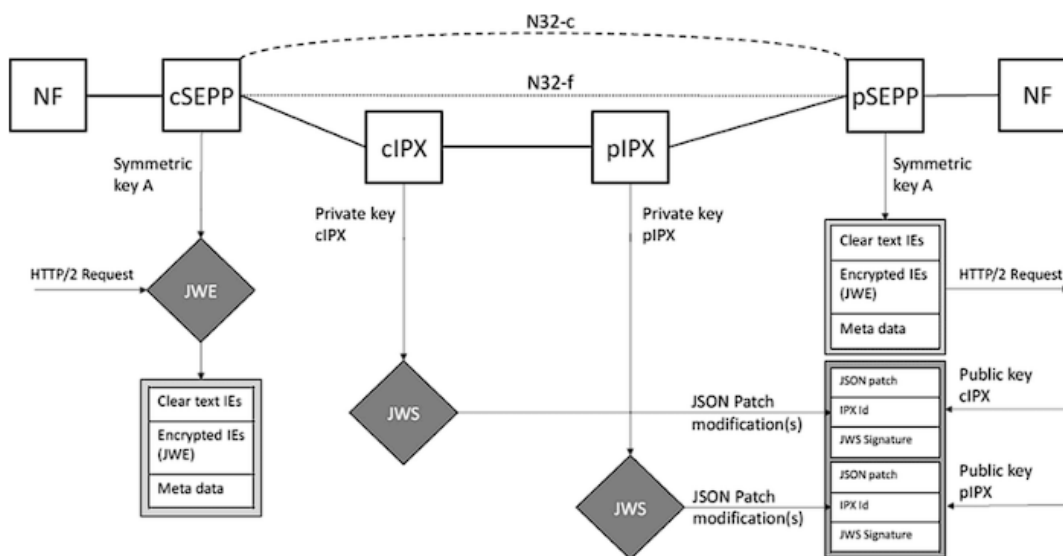 N32-c
N32-f
NF
cSEPP
pSEPP
NF
cIPX
pIPX
Symmetric
key A
Private key
cIPX
Private key
pIPX
Symmetric
key A
HTTP/2 Request
JWE
Clear text IEs
Encrypted IEs
(JWE)
Meta data
HTTP/2 Request
Clear text IEs
Encrypted IEs
(JWE)
Meta data
JWS
JSON Patch
modification(s)
JSON patch
IPX Id
JWS Signature
Public key
cIPX
JWS
JSON Patch
modification(s)
JSON patch
IPX Id
JWS Signature
Public key
pIPX